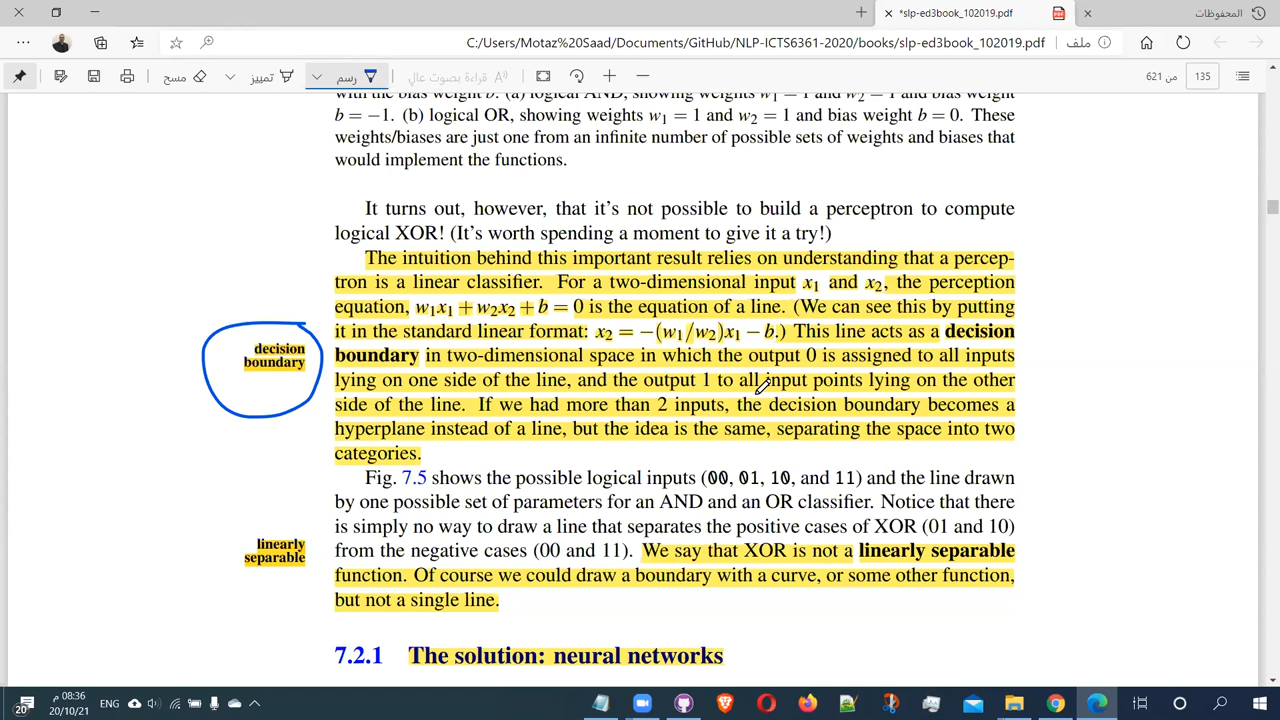 *slp-ed3book_102019.pdf
المحفوظات
C:/Users/Motaz%20Saad/Documents/GitHub/NLP-ICTS6361-2020/books/slp-ed3book_102019.pdf
ملف
مسح
تمييز
رسم
قراءة بصوت عال
من 621
135
with the bias weight b. (a) logical AND, showing weights w1 = 1 and w2 = 1 and bias weight
b = −1. (b) logical OR, showing weights w1 = 1 and w2 = 1 and bias weight b = 0. These
weights/biases are just one from an infinite number of possible sets of weights and biases that
would implement the functions.
It turns out, however, that it's not possible to build a perceptron to compute
logical XOR! (It's worth spending a moment to give it a try!)
The intuition behind this important result relies on understanding that a percep-
tron is a linear classifier. For a two-dimensional input x1 and x2, the perception
equation, w1x1 + w2x2 + b = 0 is the equation of a line. (We can see this by putting
it in the standard linear format: x2 = −(w1/w2)x1 − b.) This line acts as a decision
boundary in two-dimensional space in which the output 0 is assigned to all inputs
lying on one side of the line, and the output 1 to all input points lying on the other
side of the line. If we had more than 2 inputs, the decision boundary becomes a
hyperplane instead of a line, but the idea is the same, separating the space into two
categories.
decision
boundary
Fig. 7.5 shows the possible logical inputs (00, 01, 10, and 11) and the line drawn
by one possible set of parameters for an AND and an OR classifier. Notice that there
is simply no way to draw a line that separates the positive cases of XOR (01 and 10)
from the negative cases (00 and 11). We say that XOR is not a linearly separable
function. Of course we could draw a boundary with a curve, or some other function,
but not a single line.
linearly
separable
7.2.1 The solution: neural networks
20
08:36 م
20/10/21
ENG